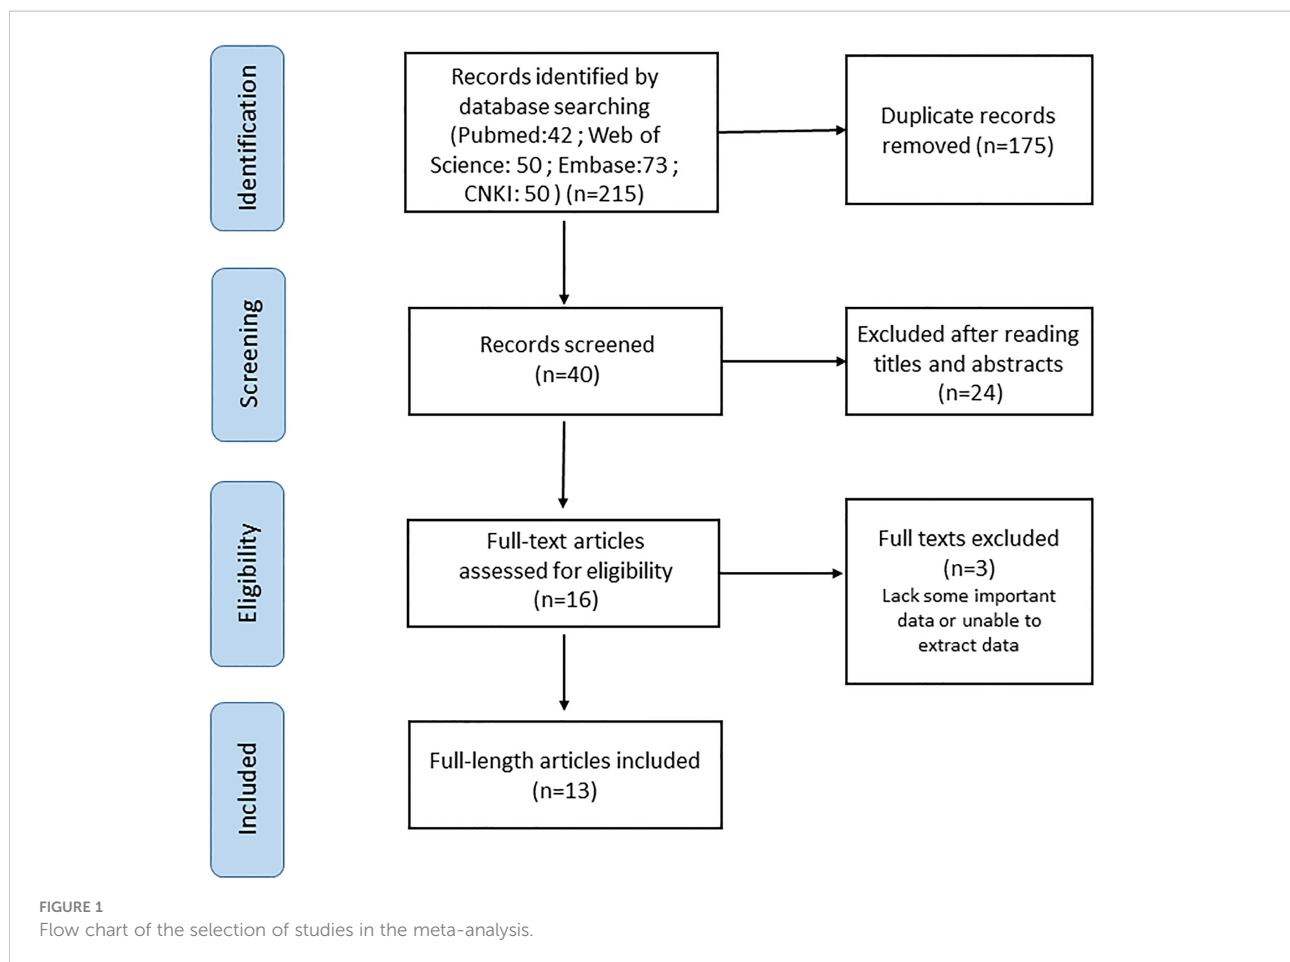 Identification
Records identified by
database searching
(Pubmed:42 ; Web of
Science: 50 ; Embase:73 ;
CNKI: 50 ) (n=215)
Duplicate records
removed (n=175)
Screening
Records screened
(n=40)
Excluded after reading
titles and abstracts
(n=24)
Eligibility
Full-text articles
assessed for eligibility
(n=16)
Full texts excluded
(n=3)
Lack some important
data or unable to
extract data
Included
Full-length articles included
(n=13)
FIGURE 1
Flow chart of the selection of studies in the meta-analysis.